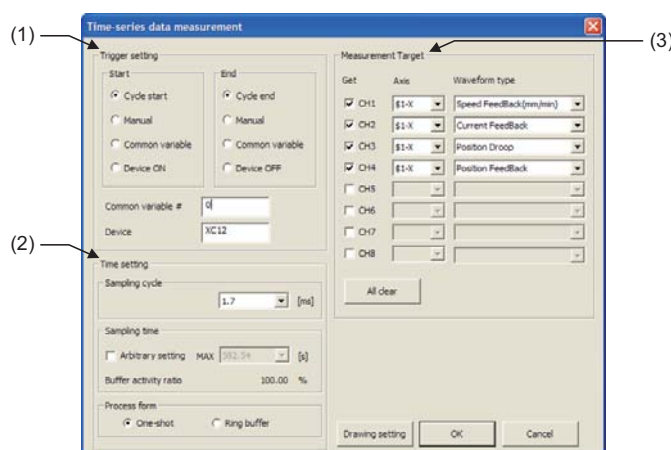 Time-series data measurement
(1)
(3)
Trigger setting
Start
Cycle start
Manual
Common variable
Device ON
End
Cycle end
Manual
Common variable
Device OFF
Common variable #
0
Device
XC12
(2)
Time setting
Sampling cycle
1.7
[ms]
Sampling time
Arbitrary setting MAX 582.54 [s]
Buffer activity ratio 100.00 %
Process form
One-shot
Ring buffer
Measurement Target
Get Axis Waveform type
CH1 $1-X Speed FeedBack(mm/min)
CH2 $1-X Current FeedBack
CH3 $1-X Position Droop
CH4 $1-X Position FeedBack
CH5
CH6
CH7
CH8
All clear
Drawing setting
OK
Cancel